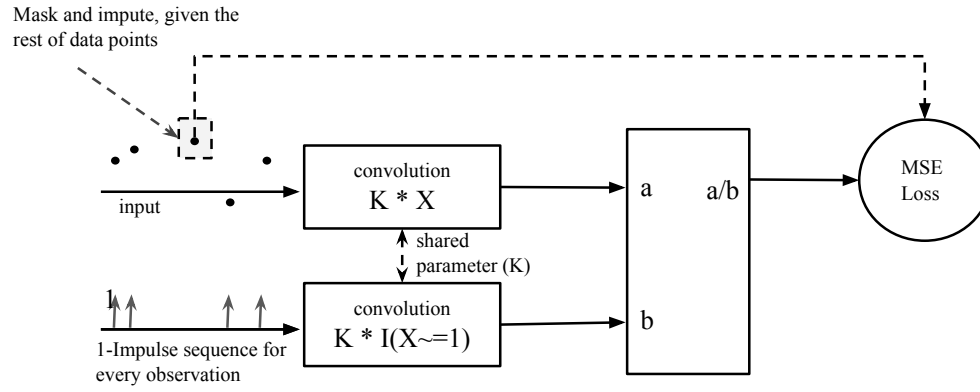 Mask and impute, given the
rest of data points
input
convolution
K * X
shared
parameter (K)
convolution
K * I(X~=1)
1
1-Impulse sequence for
every observation
a
a/b
b
MSE
Loss